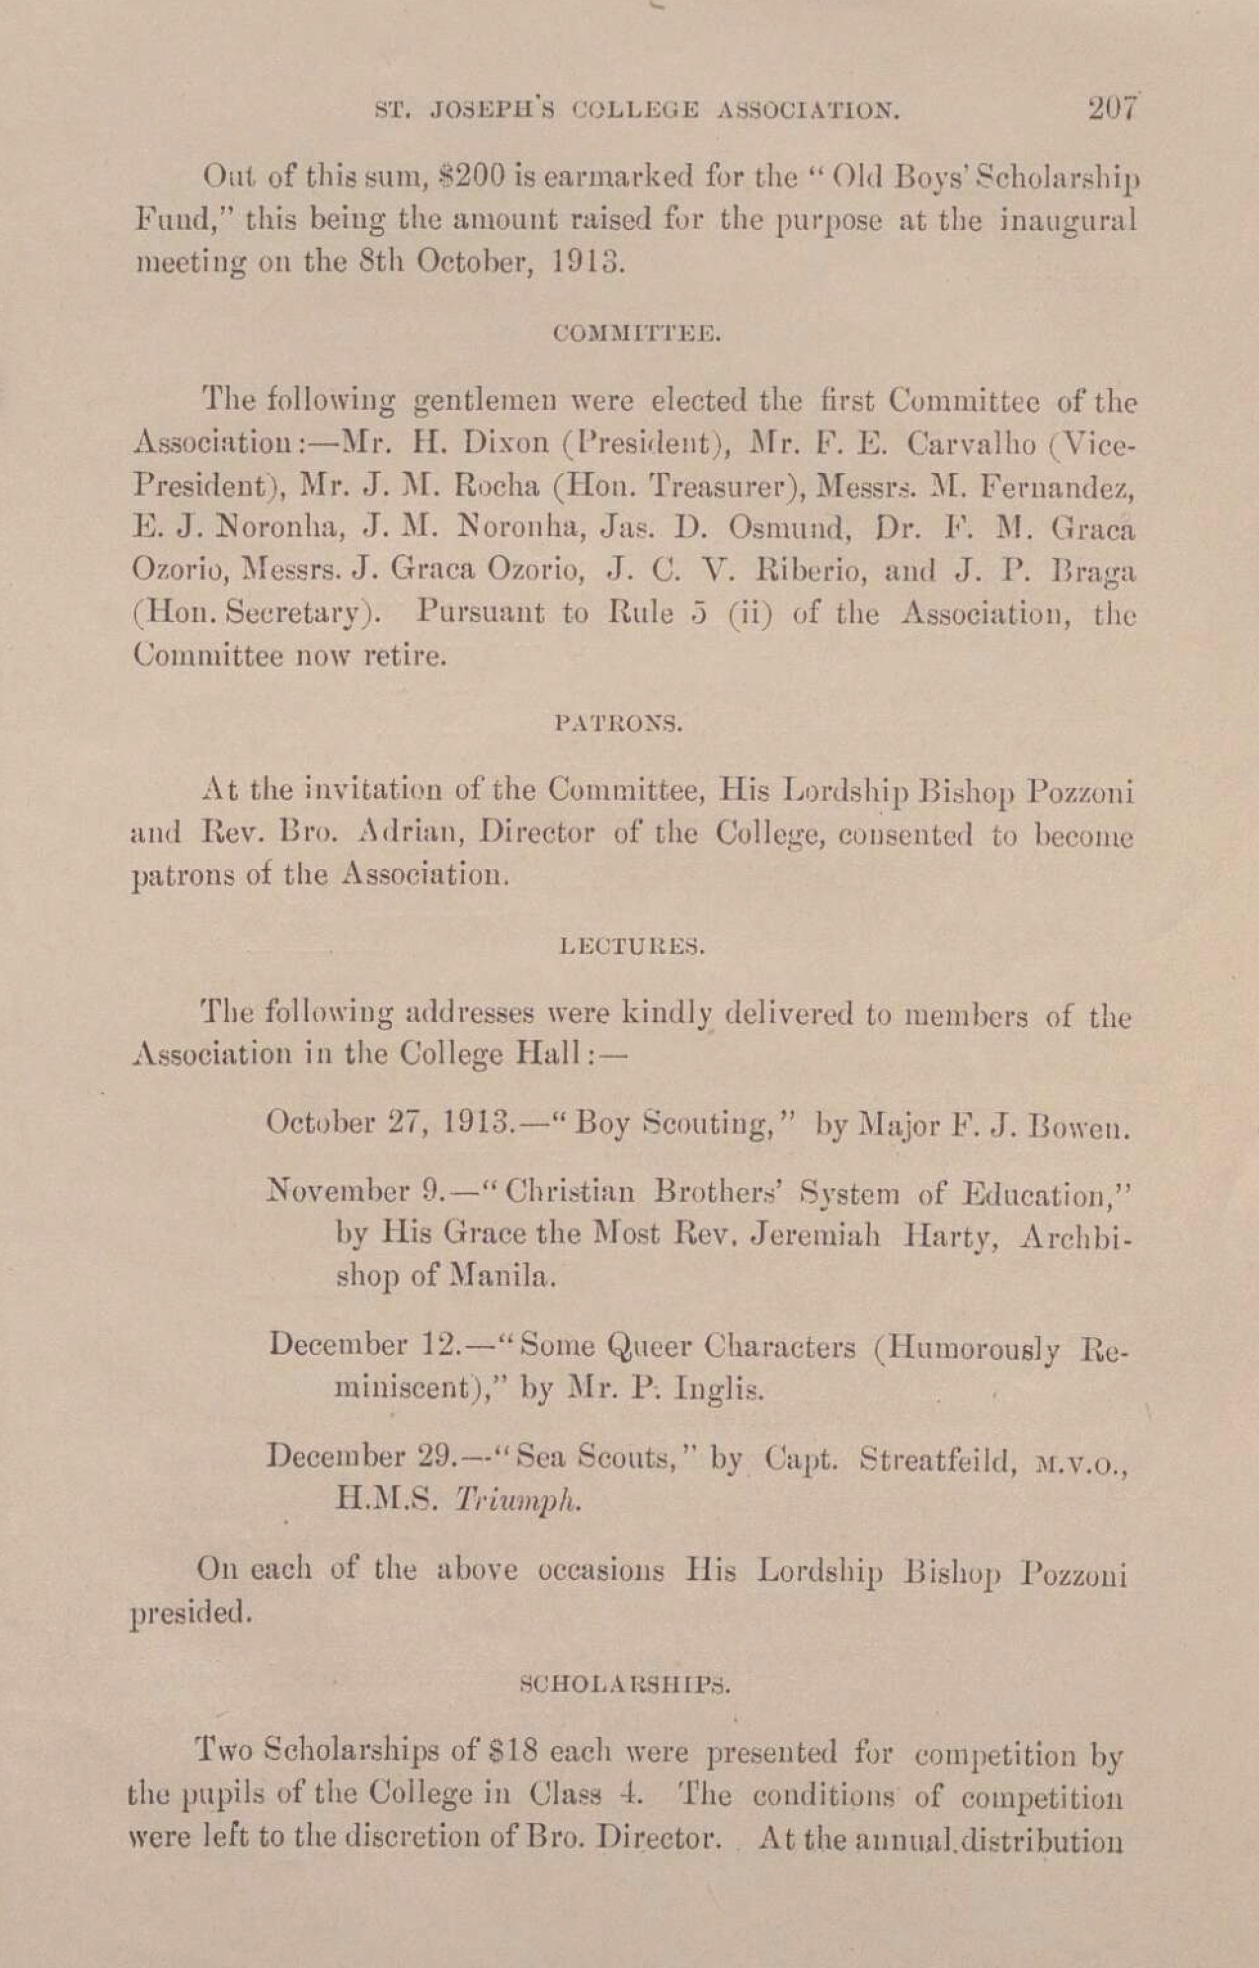 ST. JOSEPH'S COLLEGE ASSOCIATION. 207
Out of this sum, $200 is earmarked for the “Old Boys' Scholarship
Fund,” this being the amount raised for the purpose at the inaugural
meeting on the 8th October, 1913.
COMMITTEE.
The following gentlemen were elected the first Committee of the
Association:—Mr. H. Dixon (President), Mr. F. E. Carvalho (Vice-
President), Mr. J. M. Rocha (Hon. Treasurer), Messrs. M. Fernandez,
E. J. Noronha, J. M. Noronha, Jas. D. Osmund, Dr. F. M. Graca
Ozorio, Messrs. J. Graca Ozorio, J. C. V. Riberio, and J. P. Braga
(Hon. Secretary). Pursuant to Rule 5 (ii) of the Association, the
Committee now retire.
PATRONS.
At the invitation of the Committee, His Lordship Bishop Pozzoni
and Rev. Bro. Adrian, Director of the College, consented to become
patrons of the Association.
LECTURES.
The following addresses were kindly delivered to members of the
Association in the College Hall:—
October 27, 1913.—“Boy Scouting,” by Major F. J. Bowen.
November 9.—“Christian Brothers' System of Education,”
by His Grace the Most Rev. Jeremiah Harty, Archbi-
shop of Manila.
December 12.—“Some Queer Characters (Humorously Re-
miniscent),” by Mr. P. Inglis.
December 29.—“Sea Scouts,” by Capt. Streatfeild, M.V.O.,
H.M.S. Triumph.
On each of the above occasions His Lordship Bishop Pozzoni
presided.
SCHOLARSHIPS.
Two Scholarships of $18 each were presented for competition by
the pupils of the College in Class 4. The conditions of competition
were left to the discretion of Bro. Director. At the annual distribution